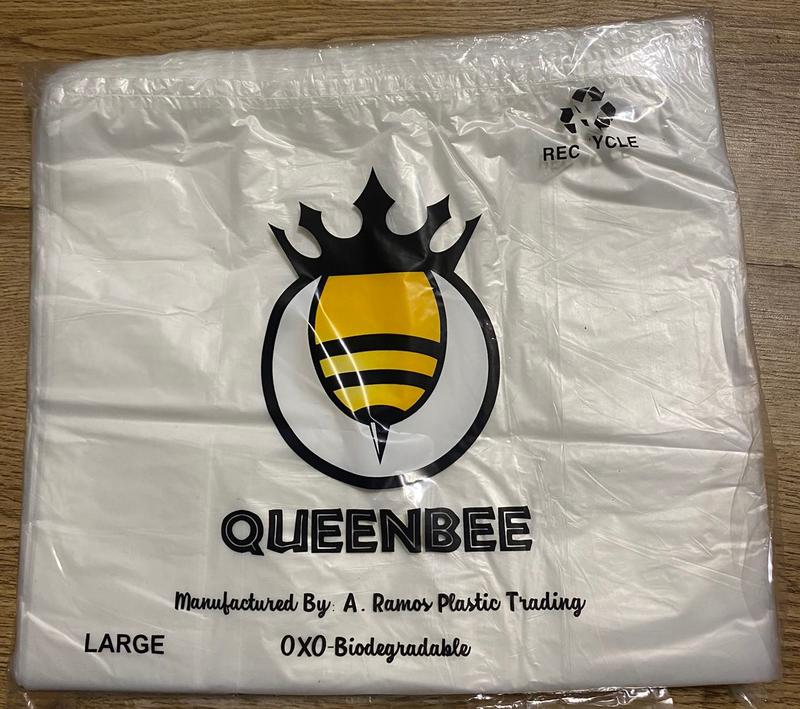 RECYCLE
QUEENBEE
Manufactured By: A. Ramos Plastic Trading
LARGE
OXO-Biodegradable